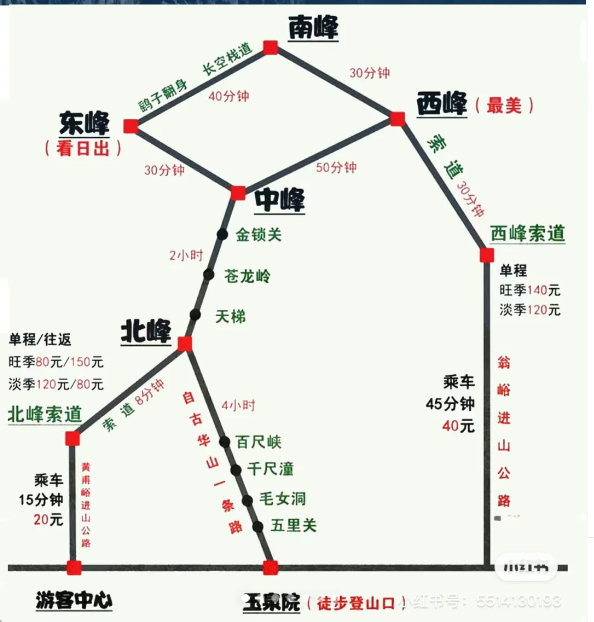 南峰
长空栈道
鹞子翻身
40分钟
30分钟
东峰
(看日出)
西峰(最美)
30分钟
50分钟
索道 30分钟
中峰
西峰索道
金锁关
2小时
苍龙岭
天梯
单程
旺季140元
淡季120元
北峰
单程/往返
旺季80元/150元
淡季120元/80元
北峰索道
索道 8分钟
4小时
自古华山一条路
百尺峡
千尺潼
毛女洞
五里关
乘车
45分钟
40元
翁峪进山公路
乘车
15分钟
20元
黄甫峪进山公路
游客中心
玉泉院(徒步登山口)
小红书
小红书号:5514130193